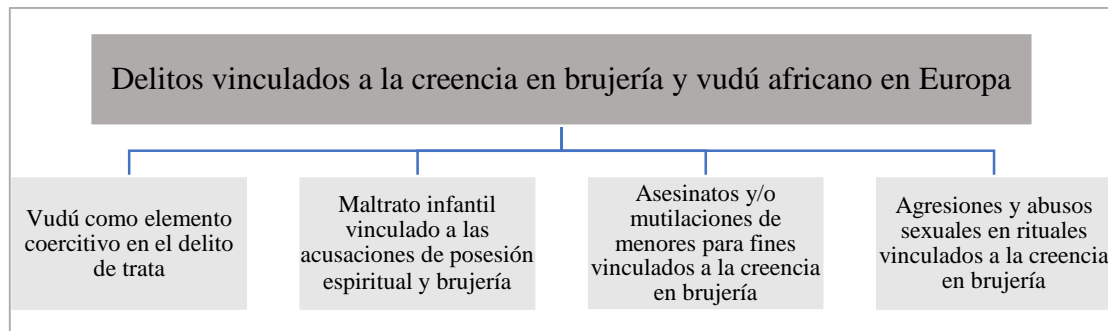 Delitos vinculados a la creencia en brujería y vudú africano en Europa
Vudú como elemento
coercitivo en el delito
de trata
Maltrato infantil
vinculado a las
acusaciones de posesión
espiritual y brujería
Asesinatos y/o
mutilaciones de
menores para fines
vinculados a la creencia
en brujería
Agresiones y abusos
sexuales en rituales
vinculados a la creencia
en brujería